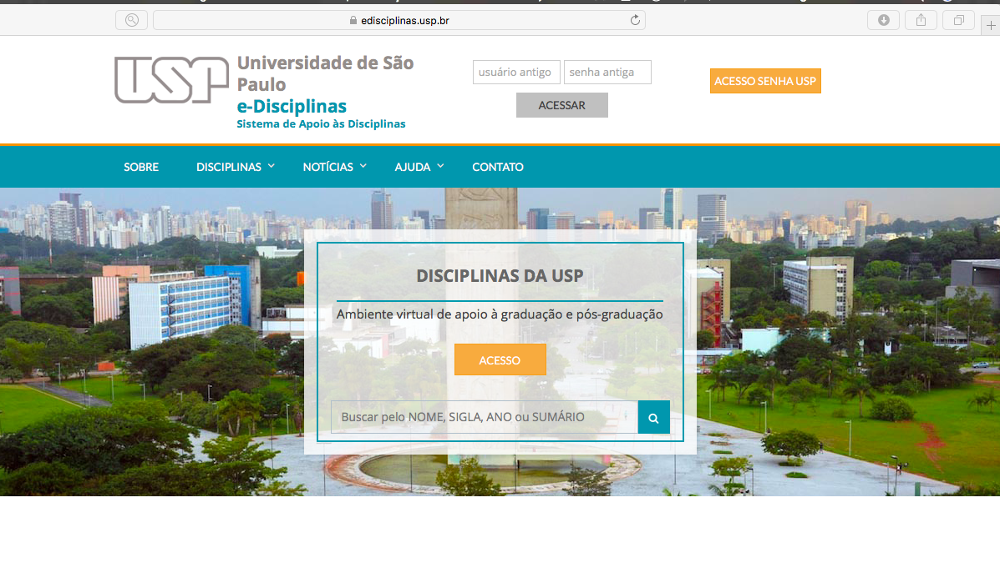 edisciplinas.usp.br
USP
Universidade de São
Paulo
e-Disciplinas
Sistema de Apoio às Disciplinas
usuário antigo
senha antiga
ACESSAR
ACESSO SENHA USP
SOBRE
DISCIPLINAS
NOTÍCIAS
AJUDA
CONTATO
DISCIPLINAS DA USP
Ambiente virtual de apoio à graduação e pós-graduação
ACESSO
Buscar pelo NOME, SIGLA, ANO ou SUMÁRIO